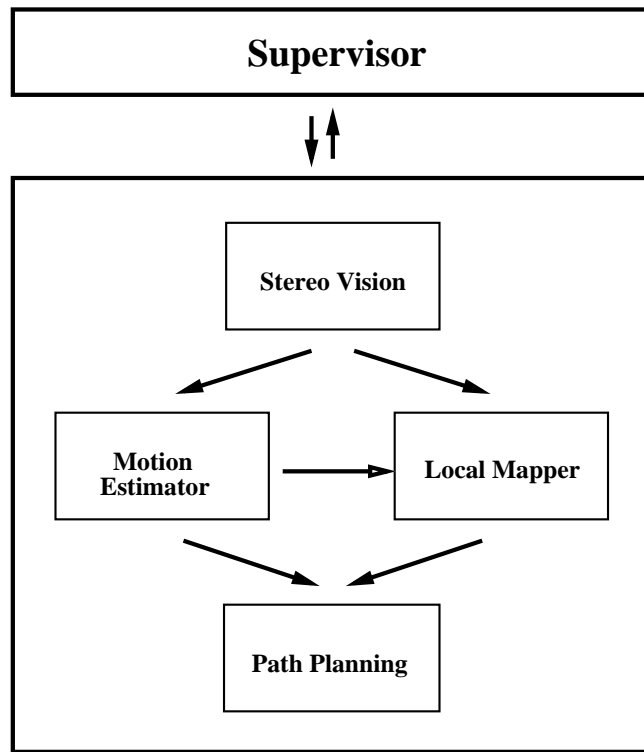 Supervisor
Stereo Vision
Motion
Estimator
Local Mapper
Path Planning